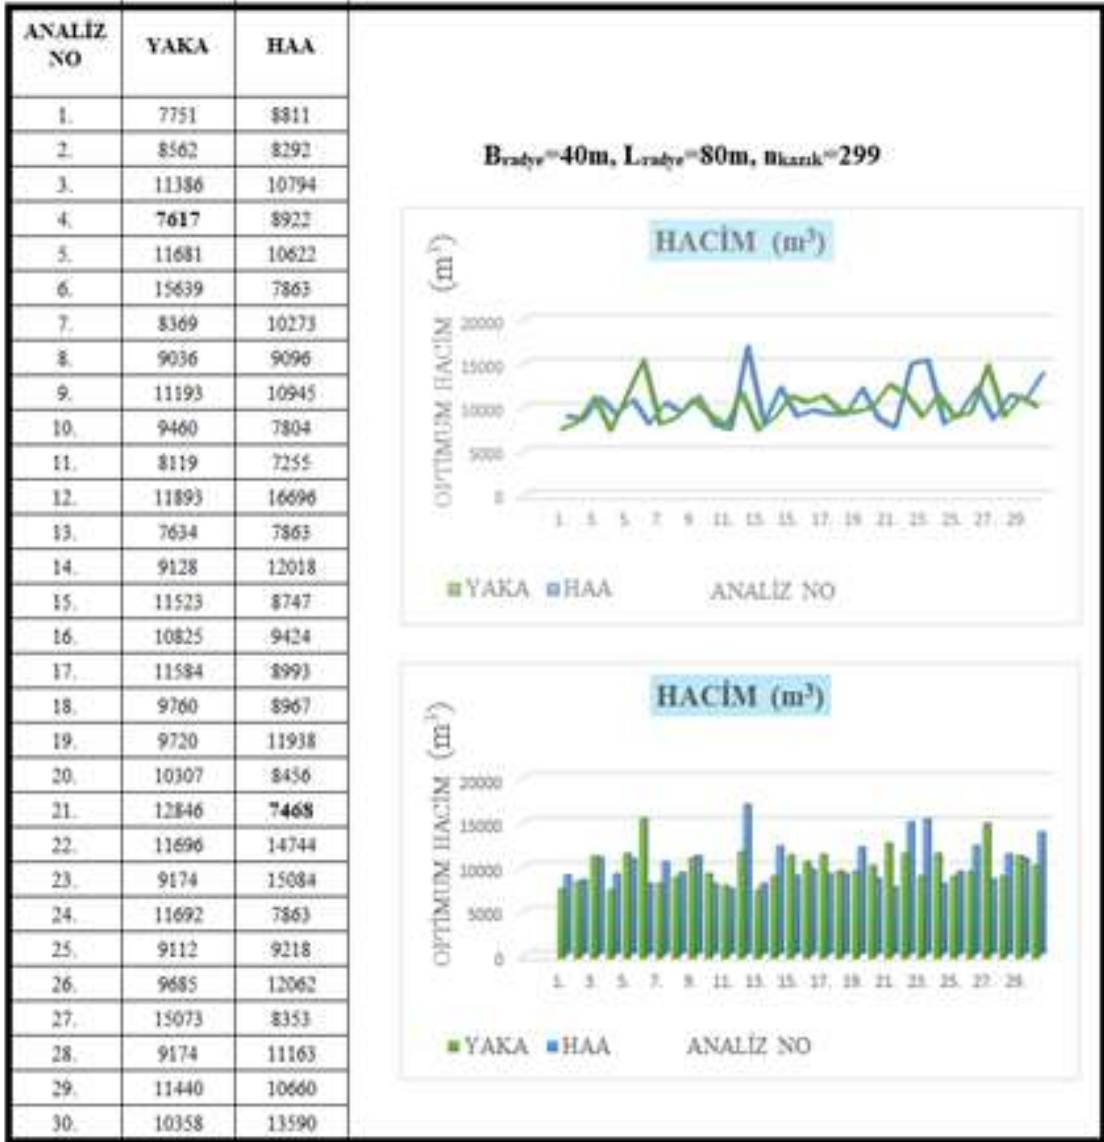 ANALİZ NO YAKA HAA
1. 7751 8811
2. 8562 8292
3. 11386 10794
4. 7617 8922
5. 11681 10622
6. 15639 7863
7. 8369 10273
8. 9036 9096
9. 11193 10945
10. 9460 7804
11. 8119 7255
12. 11893 16696
13. 7634 7863
14. 9128 12018
15. 11523 8747
16. 10825 9424
17. 11584 8993
18. 9760 8967
19. 9720 11938
20. 10307 8456
21. 12846 7468
22. 11696 14744
23. 9174 15084
24. 11692 7863
25. 9112 9218
26. 9685 12062
27. 15073 8353
28. 9174 11163
29. 11440 10660
30. 10358 13590
Bradye=40m, Lradye=80m, nkazık=299
HACİM (m³)
OPTİMUM HACİM (m³)
20000
15000
10000
5000
0
1. 3. 5. 7. 9. 11. 13. 15. 17. 19. 21. 23. 25. 27. 29.
YAKA HAA ANALİZ NO
HACİM (m³)
OPTİMUM HACİM (m³)
20000
15000
10000
5000
0
1. 3. 5. 7. 9. 11. 13. 15. 17. 19. 21. 23. 25. 27. 29.
YAKA HAA ANALİZ NO